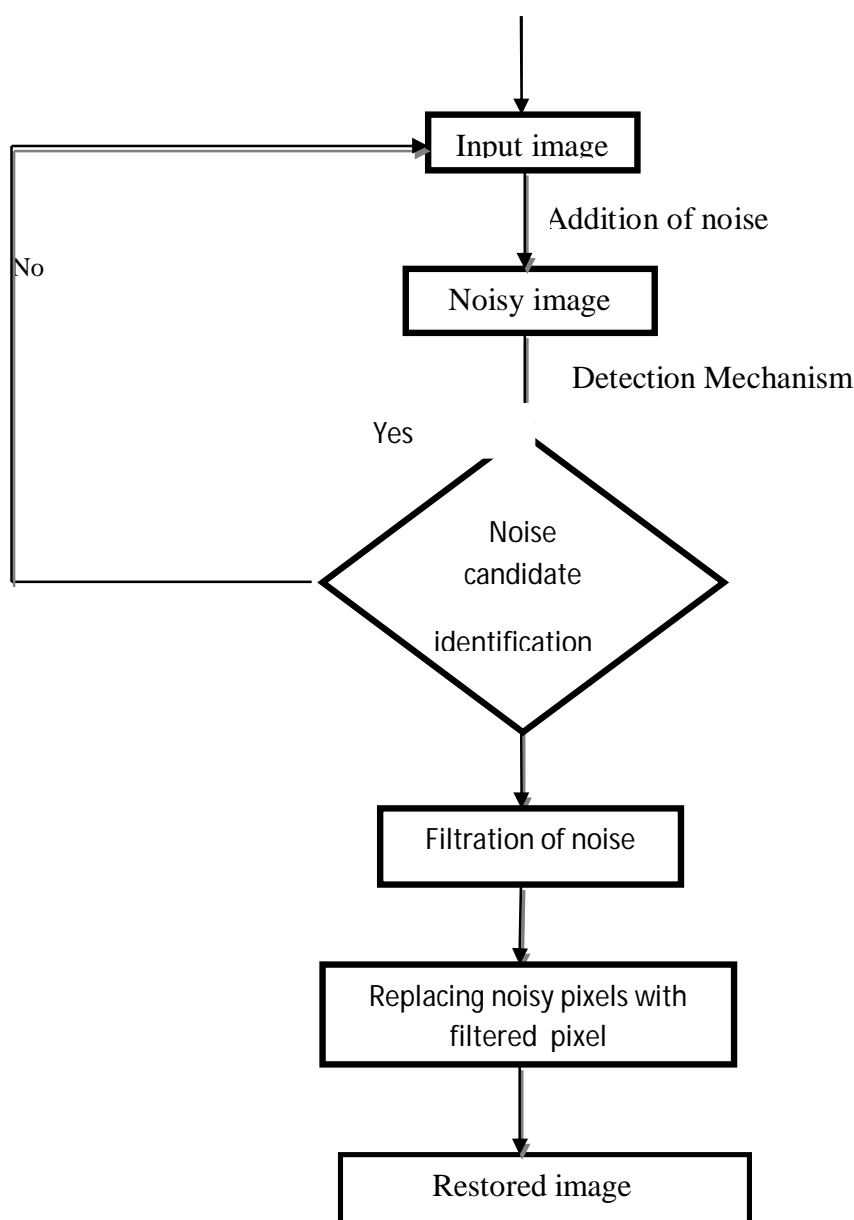 Input image
Addition of noise
No
Noisy image
Detection Mechanism
Yes
Noise
candidate
identification
Filtration of noise
Replacing noisy pixels with
filtered pixel
Restored image